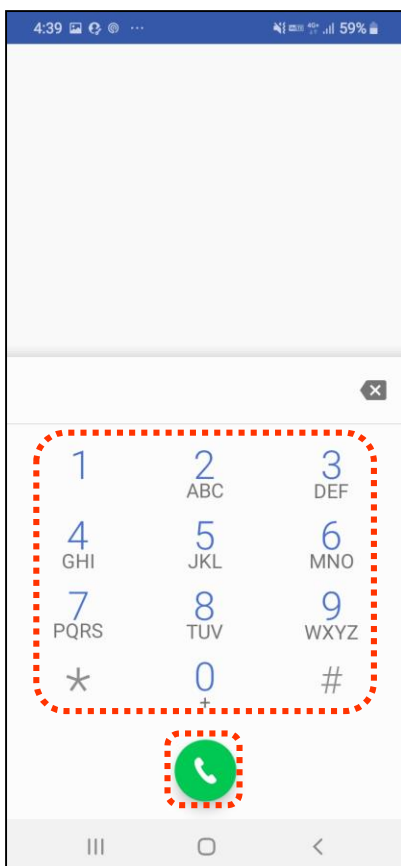 4:39 59%
1 2 3
ABC DEF
4 5 6
GHI JKL MNO
7 8 9
PQRS TUV WXYZ
* 0 #
+